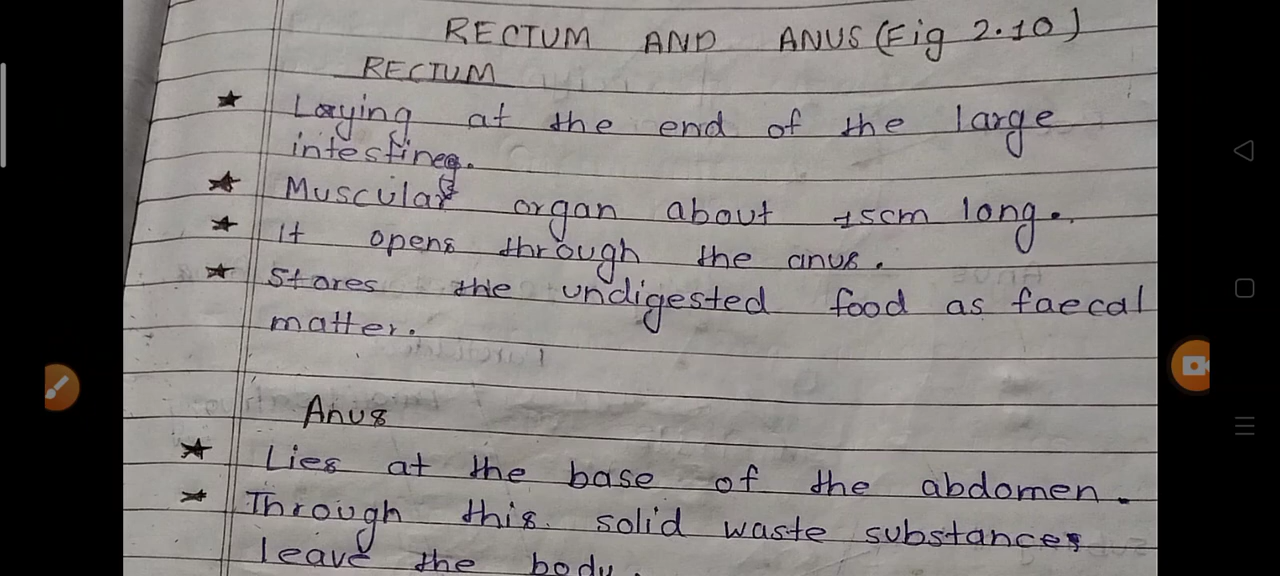 RECTUM AND ANUS (Fig 2.10)
RECTUM
★ Laying at the end of the large
intestines.
★ Muscular organ about 15cm long.
★ It opens through the anus.
★ Stores the undigested food as faecal
matter.
Anus
★ Lies at the base of the abdomen.
★ Through this solid waste substances
leave the body.